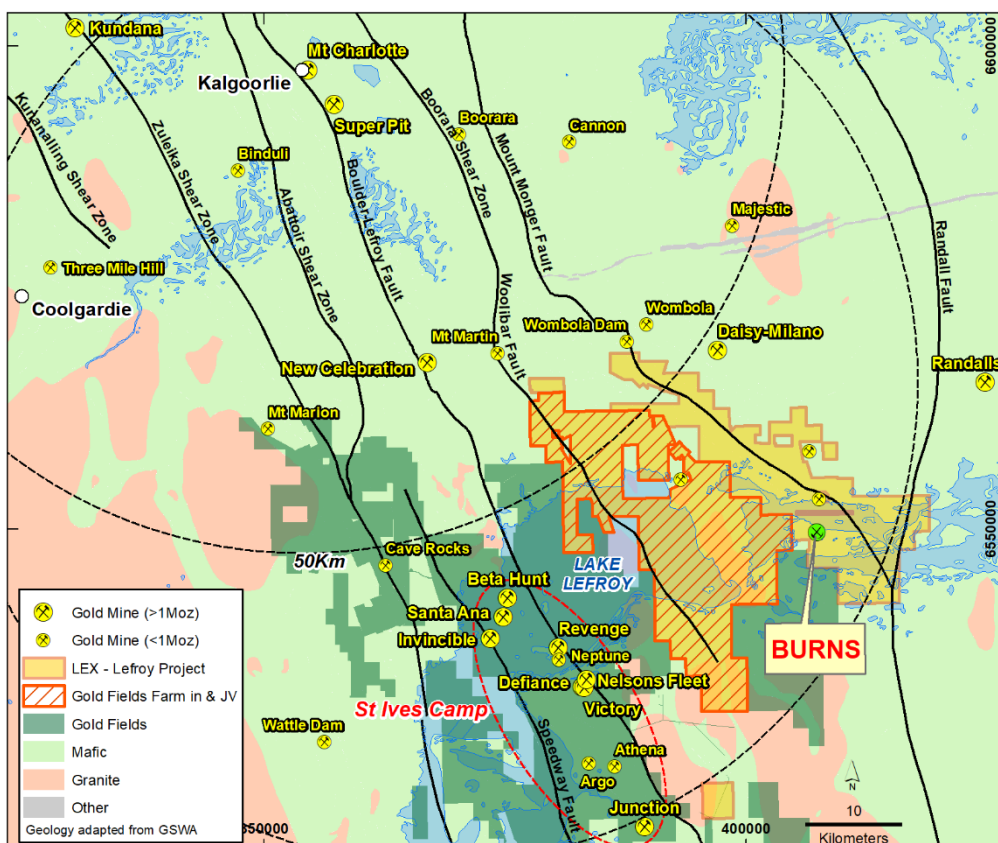 Kundana
Mt Charlotte
Kalgoorlie
Super Pit
6600000
Kunanalling Shear Zone
Zuleika Shear Zone
Binduli
Abattoir Shear Zone
Boulder-Lefroy Fault
Boorara Shear Zone
Boorara
Cannon
Mount Monger Fault
Majestic
Randall Fault
Three Mile Hill
Coolgardie
Woolibar Fault
Wombola
Wombola Dam
Daisy-Milano
Mt Martin
New Celebration
Randalls
Mt Marion
50Km
Cave Rocks
LAKE
LEFROY
6550000
Beta Hunt
Santa Ana
Invincible
Revenge
Neptune
BURNS
Defiance
Nelsons Fleet
Victory
St Ives Camp
Speedway Fault
Wattle Dam
Athena
Argo
Junction
Gold Mine (>1Moz)
Gold Mine (<1Moz)
LEX - Lefroy Project
Gold Fields Farm in & JV
Gold Fields
Mafic
Granite
Other
Geology adapted from GSWA
350000
400000
N
10
Kilometers